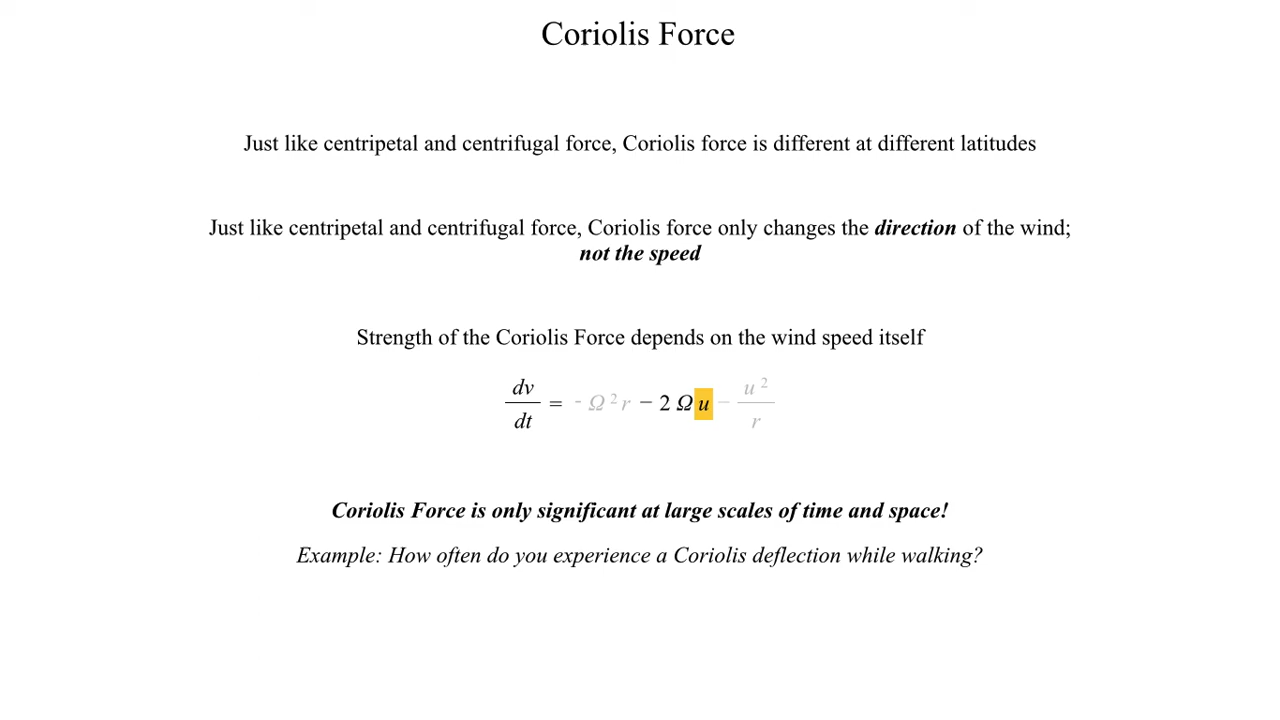 Coriolis Force
Just like centripetal and centrifugal force, Coriolis force is different at different latitudes
Just like centripetal and centrifugal force, Coriolis force only changes the direction of the wind;
not the speed
Strength of the Coriolis Force depends on the wind speed itself
dv/dt = - Ω² r − 2 Ω u − u²/r
Coriolis Force is only significant at large scales of time and space!
Example: How often do you experience a Coriolis deflection while walking?